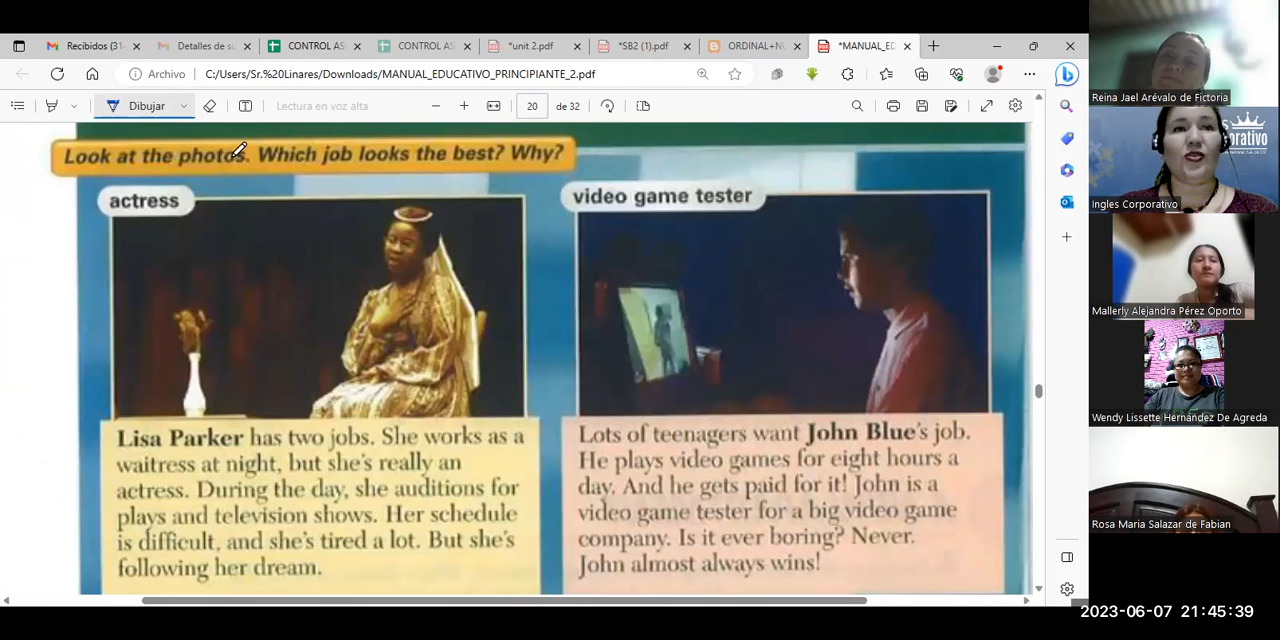 Recibidos (31-
Detalles de su
CONTROL ASI
CONTROL AS
*unit 2.pdf
*SB2 (1).pdf
ORDINAL+NU
*MANUAL_ED
Archivo
C:/Users/Sr.%20Linares/Downloads/MANUAL_EDUCATIVO_PRINCIPIANTE_2.pdf
Dibujar
Lectura en voz alta
20
de 32
Look at the photos. Which job looks the best? Why?
actress
video game tester
Lisa Parker has two jobs. She works as a
waitress at night, but she's really an
actress. During the day, she auditions for
plays and television shows. Her schedule
is difficult, and she's tired a lot. But she's
following her dream.
Lots of teenagers want John Blue's job.
He plays video games for eight hours a
day. And he gets paid for it! John is a
video game tester for a big video game
company. Is it ever boring? Never.
John almost always wins!
Reina Jael Arévalo de Fictoria
Ingles Corporativo
Mallerly Alejandra Pérez Oporto
Wendy Lissette Hernández De Agreda
Rosa Maria Salazar de Fabian
2023-06-07 21:45:39